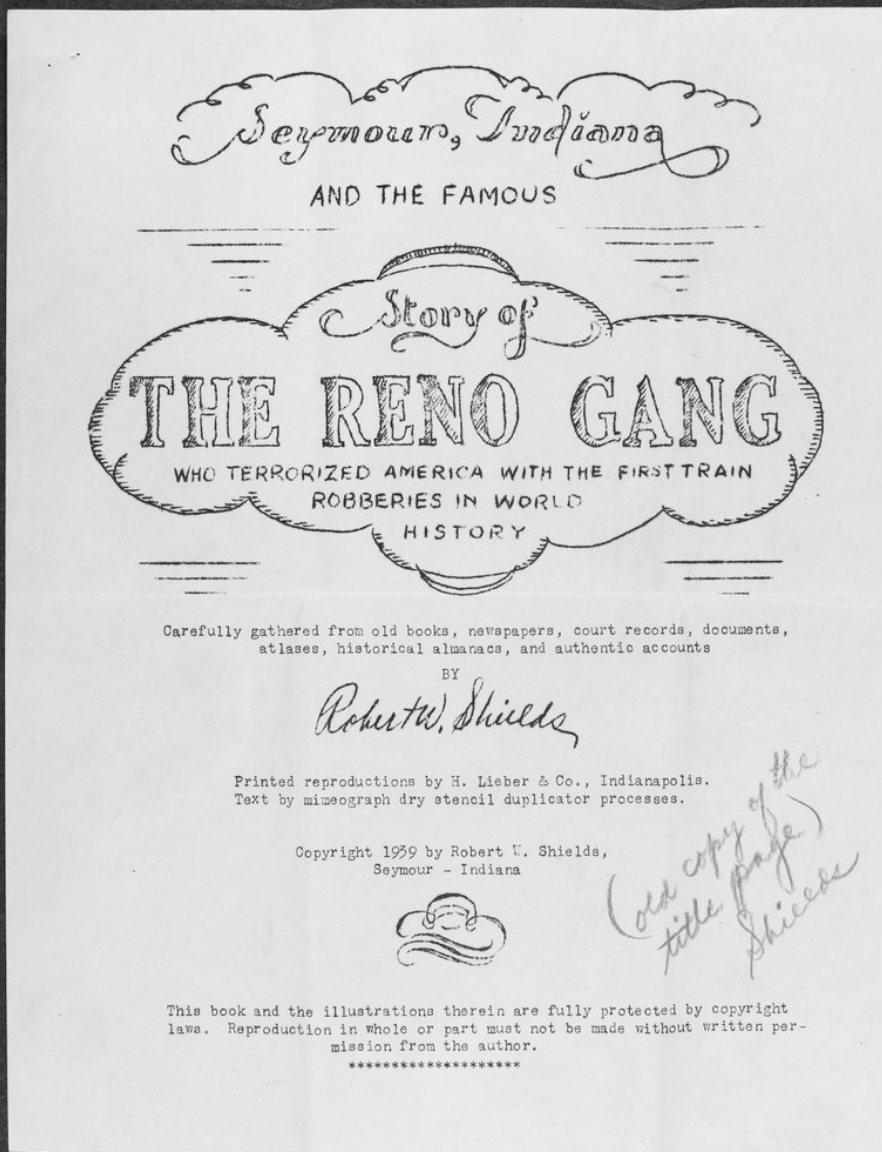 Seymour, Indiana
AND THE FAMOUS
Story of
THE RENO GANG
WHO TERRORIZED AMERICA WITH THE FIRST TRAIN
ROBBERIES IN WORLD
HISTORY
Carefully gathered from old books, newspapers, court records, documents,
atlases, historical almanacs, and authentic accounts
BY
Robert W. Shields
Printed reproductions by H. Lieber & Co., Indianapolis.
Text by mimeograph dry stencil duplicator processes.
Copyright 1939 by Robert W. Shields,
Seymour - Indiana
(old copy of the
title page)
Shields
This book and the illustrations therein are fully protected by copyright
laws. Reproduction in whole or part must not be made without written per-
mission from the author.
********************